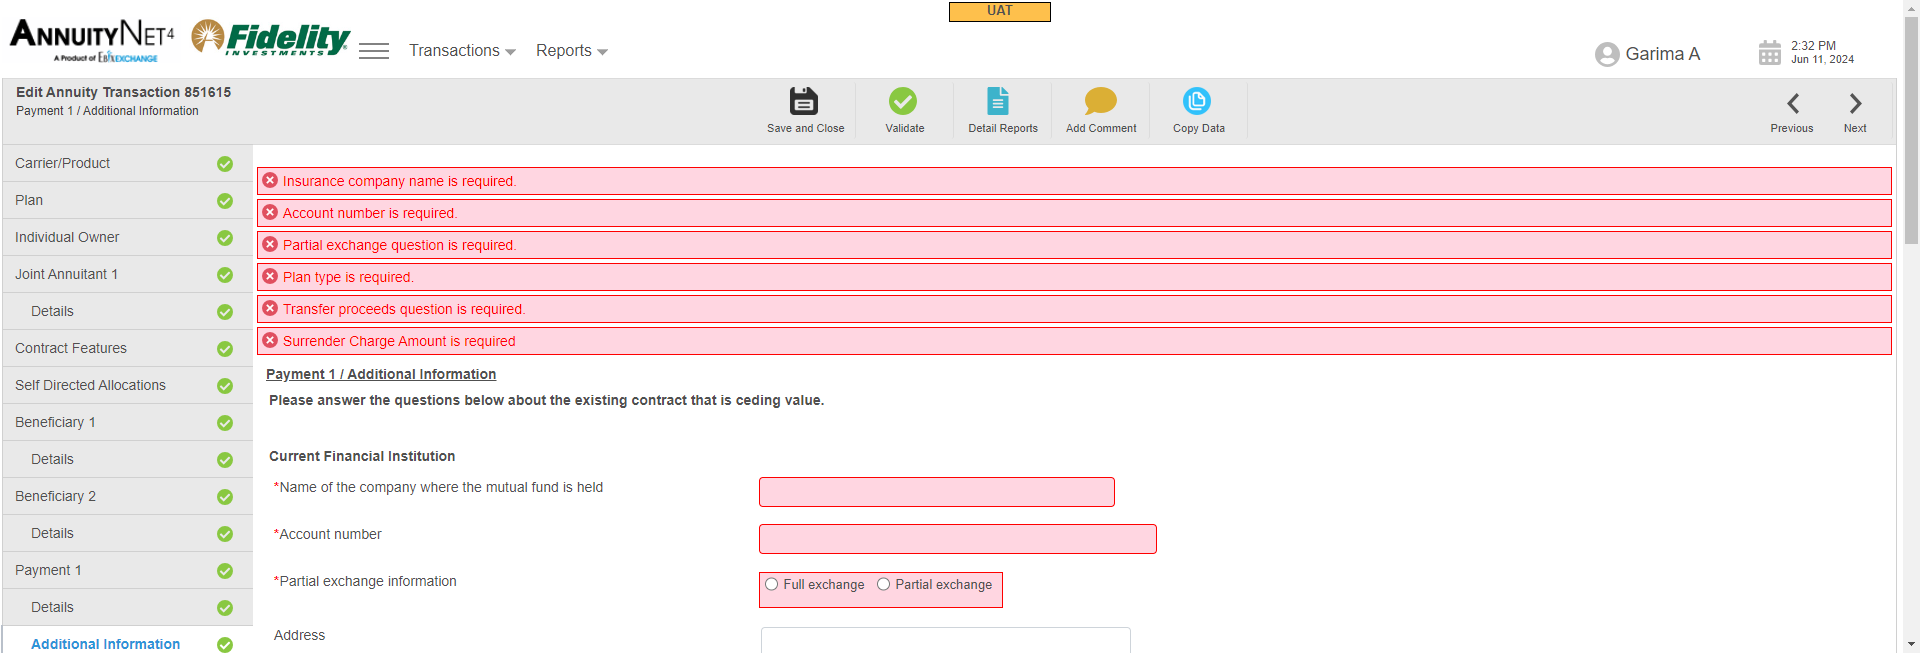 UAT
ANNUITYNET4
A Product of EbixEXCHANGE
Fidelity
INVESTMENTS
Transactions
Reports
Garima A
2:32 PM
Jun 11, 2024
Edit Annuity Transaction 851615
Payment 1 / Additional Information
Save and Close
Validate
Detail Reports
Add Comment
Copy Data
Previous
Next
Carrier/Product
Plan
Individual Owner
Joint Annuitant 1
Details
Contract Features
Self Directed Allocations
Beneficiary 1
Details
Beneficiary 2
Details
Payment 1
Details
Additional Information
Insurance company name is required.
Account number is required.
Partial exchange question is required.
Plan type is required.
Transfer proceeds question is required.
Surrender Charge Amount is required
Payment 1 / Additional Information
Please answer the questions below about the existing contract that is ceding value.
Current Financial Institution
*Name of the company where the mutual fund is held
*Account number
*Partial exchange information
Full exchange Partial exchange
Address